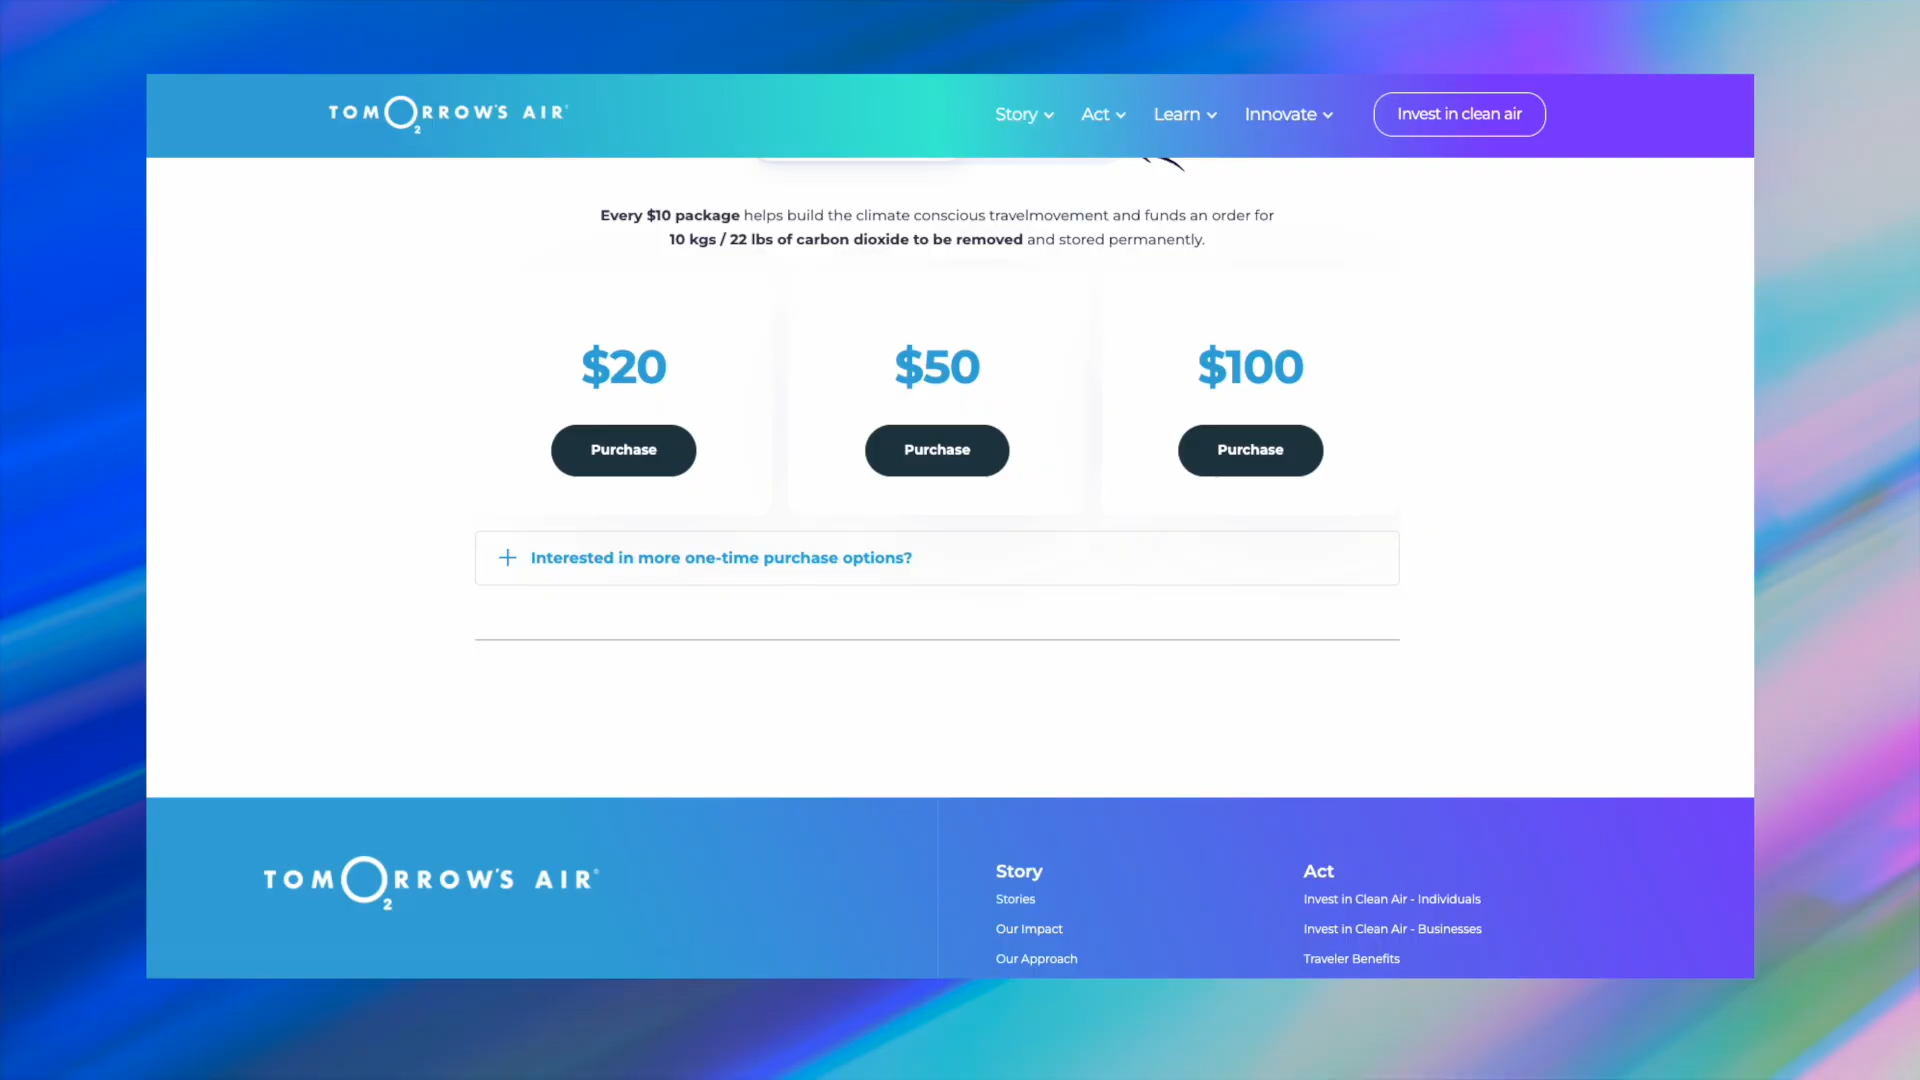 TOMO2RROW'S AIR
Story
Act
Learn
Innovate
Invest in clean air
Every $10 package helps build the climate conscious travelmovement and funds an order for
10 kgs / 22 lbs of carbon dioxide to be removed and stored permanently.
$20
$50
$100
Purchase
Purchase
Purchase
Interested in more one-time purchase options?
TOMO2RROW'S AIR
Story
Stories
Our Impact
Our Approach
Act
Invest in Clean Air - Individuals
Invest in Clean Air - Businesses
Traveler Benefits